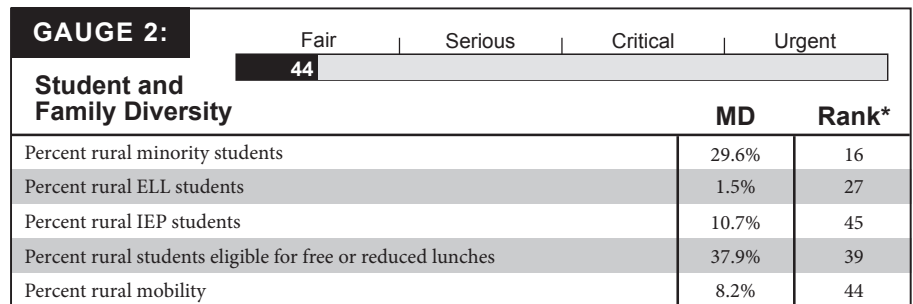 GAUGE 2:
Fair | Serious | Critical | Urgent
44
Student and
Family Diversity
MD Rank*
Percent rural minority students 29.6% 16
Percent rural ELL students 1.5% 27
Percent rural IEP students 10.7% 45
Percent rural students eligible for free or reduced lunches 37.9% 39
Percent rural mobility 8.2% 44